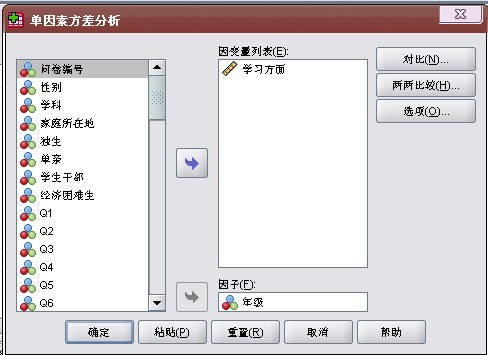 单因素方差分析
因变量列表(E):
问卷编号
性别
学科
家庭所在地
独生
单亲
学生干部
经济困难生
Q1
Q2
Q3
Q4
Q5
Q6
学习方面
对比(N)...
两两比较(H)...
选项(O)...
因子(F):
年级
确定
粘贴(P)
重置(R)
取消
帮助